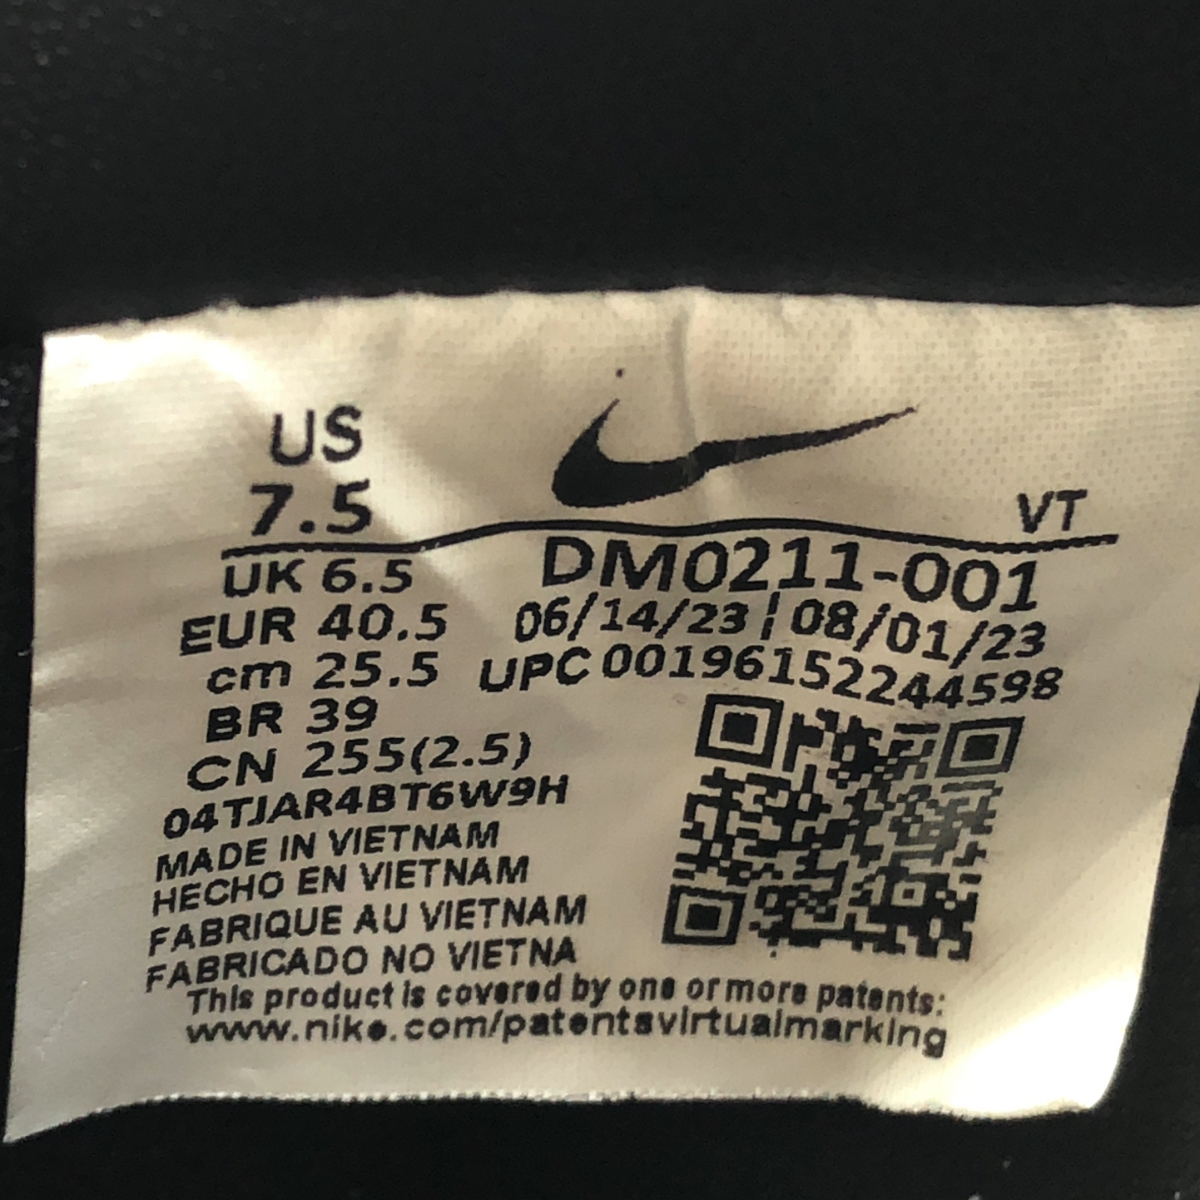 US
7.5
VT
UK 6.5
DM0211-001
EUR 40.5
06/14/23 | 08/01/23
cm 25.5
UPC 00196152244598
BR 39
CN 255(2.5)
04TJAR4BT6W9H
MADE IN VIETNAM
HECHO EN VIETNAM
FABRIQUE AU VIETNAM
FABRICADO NO VIETNA
This product is covered by one or more patents:
www.nike.com/patentsvirtualmarking